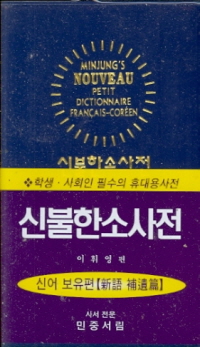 MINJUNG'S
NOUVEAU
PETIT
DICTIONNAIRE
FRANÇAIS—CORÉEN
신불한소사전
❖학생·사회인 필수의 휴대용사전
신불한소사전
이 휘 영 편
신어 보유편【新語 補遺篇】
사서 전문
민중서림